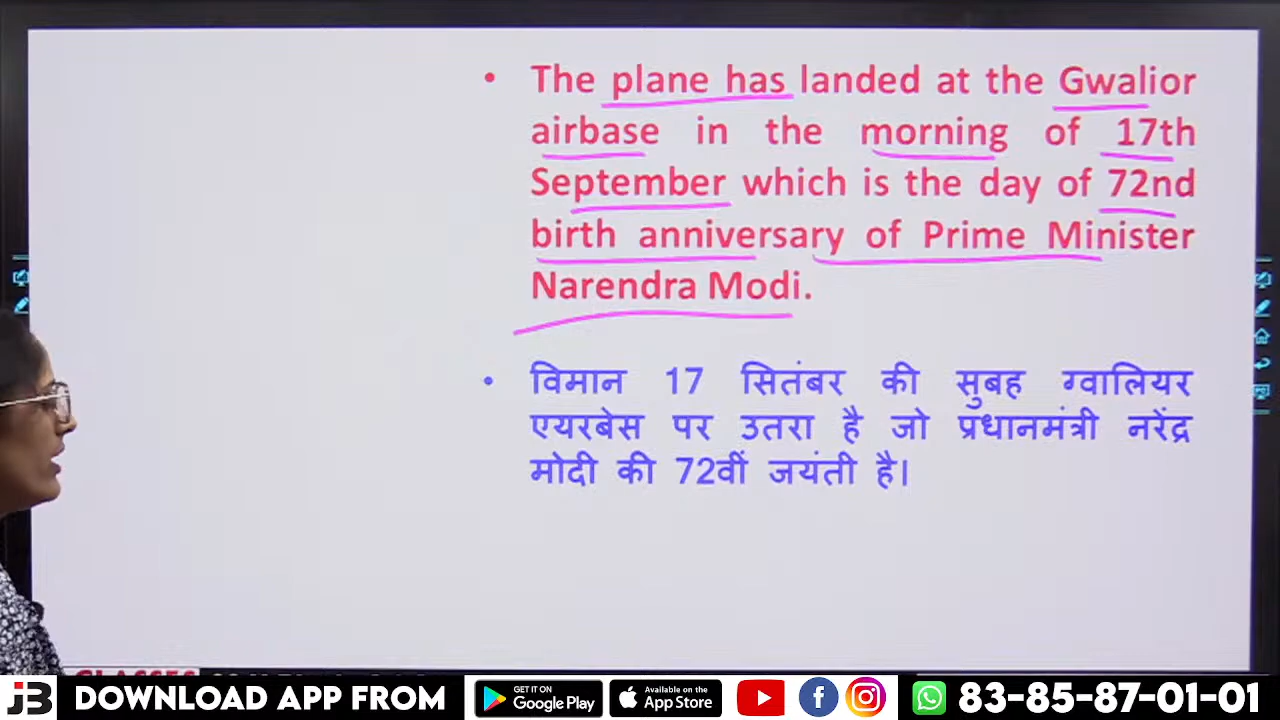 • The plane has landed at the Gwalior
airbase in the morning of 17th
September which is the day of 72nd
birth anniversary of Prime Minister
Narendra Modi.
• विमान 17 सितंबर की सुबह ग्वालियर
एयरबेस पर उतरा है जो प्रधानमंत्री नरेंद्र
मोदी की 72वीं जयंती है।
CLASSES
JB DOWNLOAD APP FROM GET IT ON Google Play Available on the App Store 83-85-87-01-01